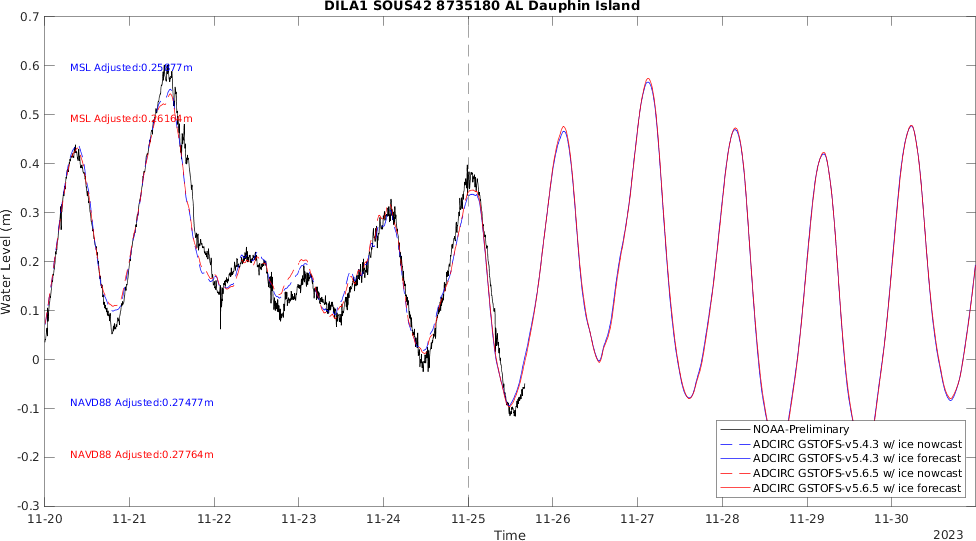 DILA1 SOUS42 8735180 AL Dauphin Island
0.7
0.6
0.5
0.4
0.3
0.2
0.1
0
-0.1
-0.2
-0.3
Water Level (m)
MSL Adjusted:0.25877m
MSL Adjusted:0.26164m
NAVD88 Adjusted:0.27477m
NAVD88 Adjusted:0.27764m
NOAA-Preliminary
ADCIRC GSTOFS-v5.4.3 w/ ice nowcast
ADCIRC GSTOFS-v5.4.3 w/ ice forecast
ADCIRC GSTOFS-v5.6.5 w/ ice nowcast
ADCIRC GSTOFS-v5.6.5 w/ ice forecast
11-20 11-21 11-22 11-23 11-24 11-25 11-26 11-27 11-28 11-29 11-30
Time
2023